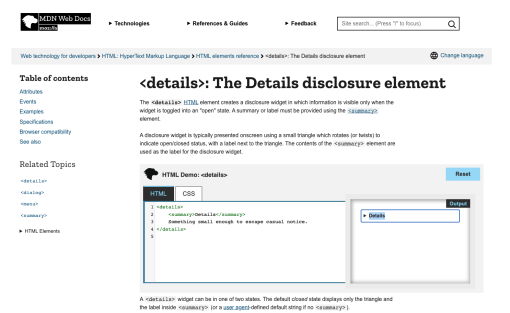 MDN Web Docs
moz://a
▶ Technologies
▶ References & Guides
▶ Feedback
Site search... (Press "/" to focus)
Web technology for developers ❯ HTML: HyperText Markup Language ❯ HTML elements reference ❯ <details>: The Details disclosure element
Change language
Table of contents
Attributes
Events
Examples
Specifications
Browser compatibility
See also
Related Topics
<details>
<dialog>
<menu>
<summary>
▶ HTML Elements
<details>: The Details disclosure element
The <details> HTML element creates a disclosure widget in which information is visible only when the
widget is toggled into an "open" state. A summary or label must be provided using the <summary>
element.
A disclosure widget is typically presented onscreen using a small triangle which rotates (or twists) to
indicate open/closed status, with a label next to the triangle. The contents of the <summary> element are
used as the label for the disclosure widget.
HTML Demo: <details>
Reset
HTML
CSS
1 <details>
2 <summary>Details</summary>
3 Something small enough to escape casual notice.
4 </details>
5
Output
▶ Details
A <details> widget can be in one of two states. The default closed state displays only the triangle and
the label inside <summary> (or a user agent-defined default string if no <summary>).